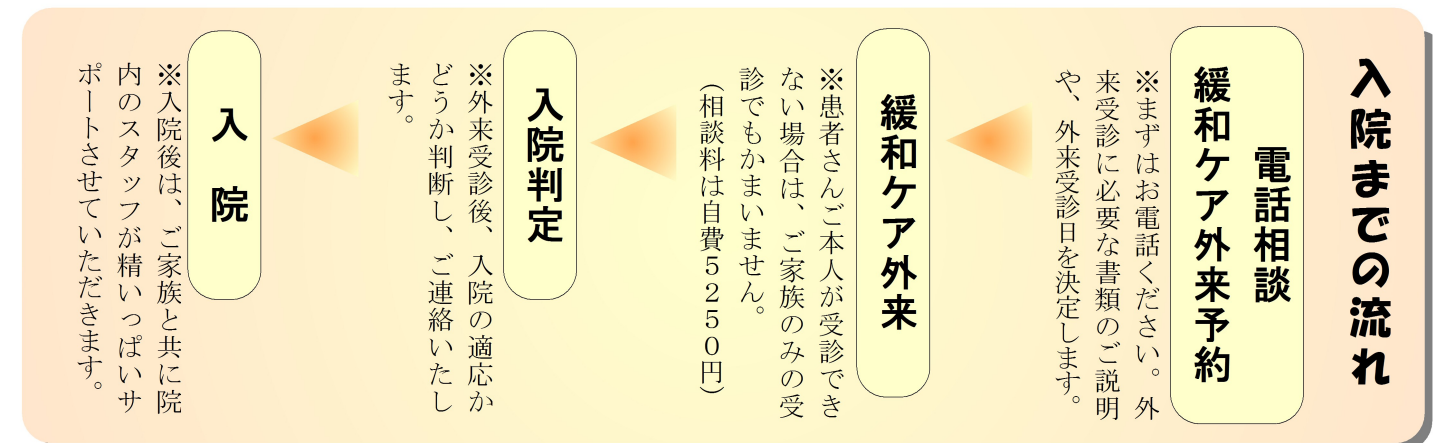 入院までの流れ
電話相談
緩和ケア外来予約
※まずはお電話ください。外
来受診に必要な書類のご説明
や、外来受診日を決定します。
緩和ケア外来
※患者さんご本人が受診でき
ない場合は、ご家族のみの受
診でもかまいません。
（相談料は自費５２５０円）
入院判定
※外来受診後、入院の適応か
どうか判断し、ご連絡いたし
ます。
入　院
※入院後は、ご家族と共に院
内のスタッフが精いっぱいサ
ポートさせていただきます。